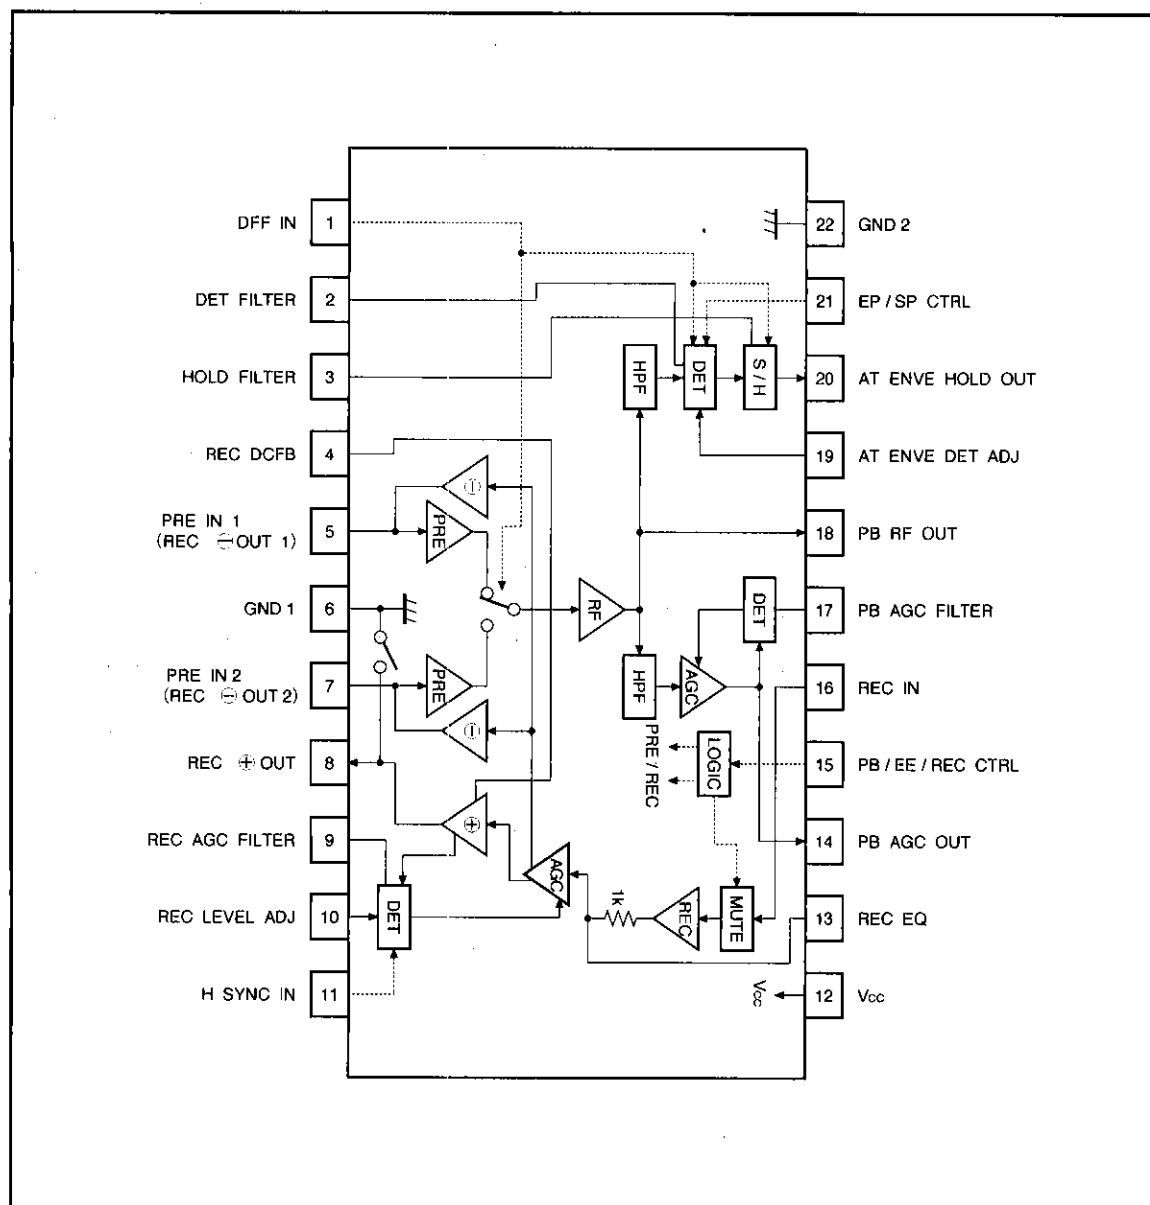 DFF IN 1
DET FILTER 2
HOLD FILTER 3
REC DCFB 4
PRE IN 1
(REC ⊖OUT 1) 5
GND 1 6
PRE IN 2
(REC ⊖OUT 2) 7
REC ⊕OUT 8
REC AGC FILTER 9
REC LEVEL ADJ 10
H SYNC IN 11
22 GND 2
21 EP / SP CTRL
20 AT ENVE HOLD OUT
19 AT ENVE DET ADJ
18 PB RF OUT
17 PB AGC FILTER
16 REC IN
15 PB / EE / REC CTRL
14 PB AGC OUT
13 REC EQ
12 Vcc
HPF
DET
S / H
⊖
PRE
RF
DET
PRE
HPF
AGC
⊖
PRE / REC
LOGIC
⊕
AGC
DET
1k
REC
MUTE
Vcc